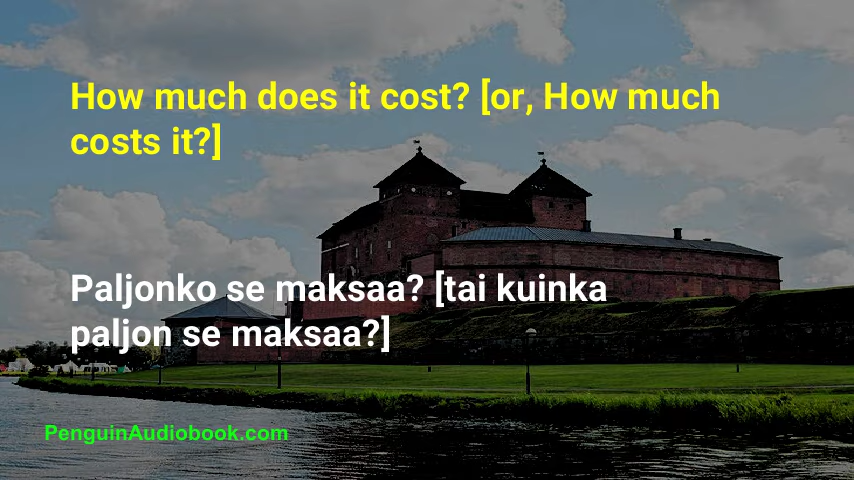 How much does it cost? [or, How much
costs it?]
Paljonko se maksaa? [tai kuinka
paljon se maksaa?]
PenguinAudiobook.com